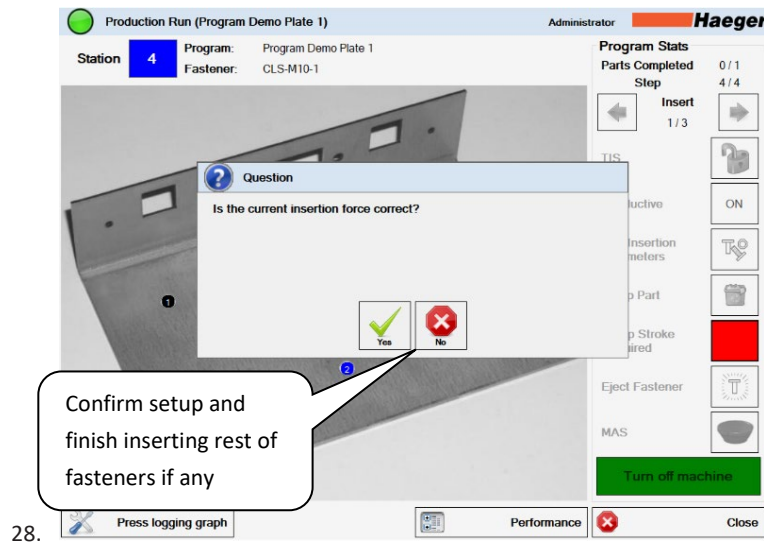 Production Run (Program Demo Plate 1)
Administrator
Haeger
Station
4
Program: Program Demo Plate 1
Fastener: CLS-M10-1
Program Stats
Parts Completed 0 / 1
Step 4 / 4
Insert
1 / 3
TIS
uctive
ON
Insertion
meters
p Part
p Stroke
ired
Eject Fastener
MAS
Turn off machine
Question
Is the current insertion force correct?
Yes
No
1
2
Confirm setup and
finish inserting rest of
fasteners if any
28.
Press logging graph
Performance
Close